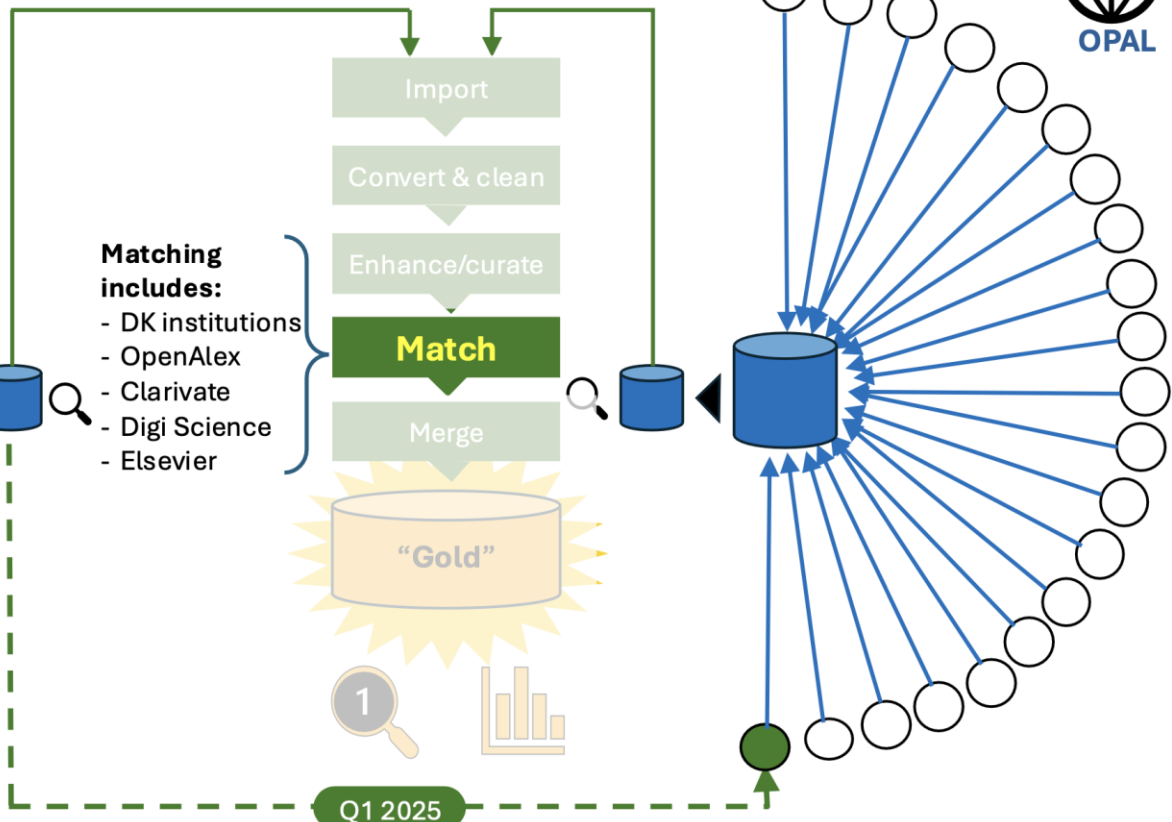 OPAL
Import
Convert & clean
Enhance/curate
Matching
includes:
- DK institutions
- OpenAlex
- Clarivate
- Digi Science
- Elsevier
Match
Merge
“Gold”
1
Q1 2025